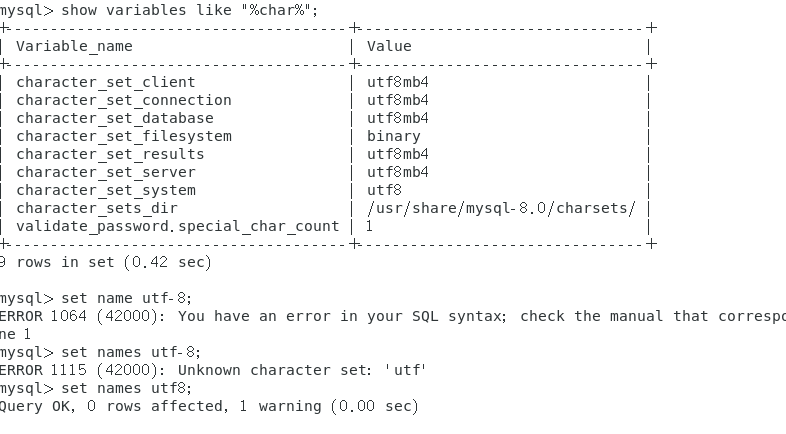 mysql> show variables like "%char%";
+--------------------------------------+---------------------------------+
| Variable_name | Value |
+--------------------------------------+---------------------------------+
| character_set_client | utf8mb4 |
| character_set_connection | utf8mb4 |
| character_set_database | utf8mb4 |
| character_set_filesystem | binary |
| character_set_results | utf8mb4 |
| character_set_server | utf8mb4 |
| character_set_system | utf8 |
| character_sets_dir | /usr/share/mysql-8.0/charsets/ |
| validate_password.special_char_count | 1 |
+--------------------------------------+---------------------------------+
9 rows in set (0.42 sec)
mysql> set name utf-8;
ERROR 1064 (42000): You have an error in your SQL syntax; check the manual that correspo
ne 1
mysql> set names utf-8;
ERROR 1115 (42000): Unknown character set: 'utf'
mysql> set names utf8;
Query OK, 0 rows affected, 1 warning (0.00 sec)